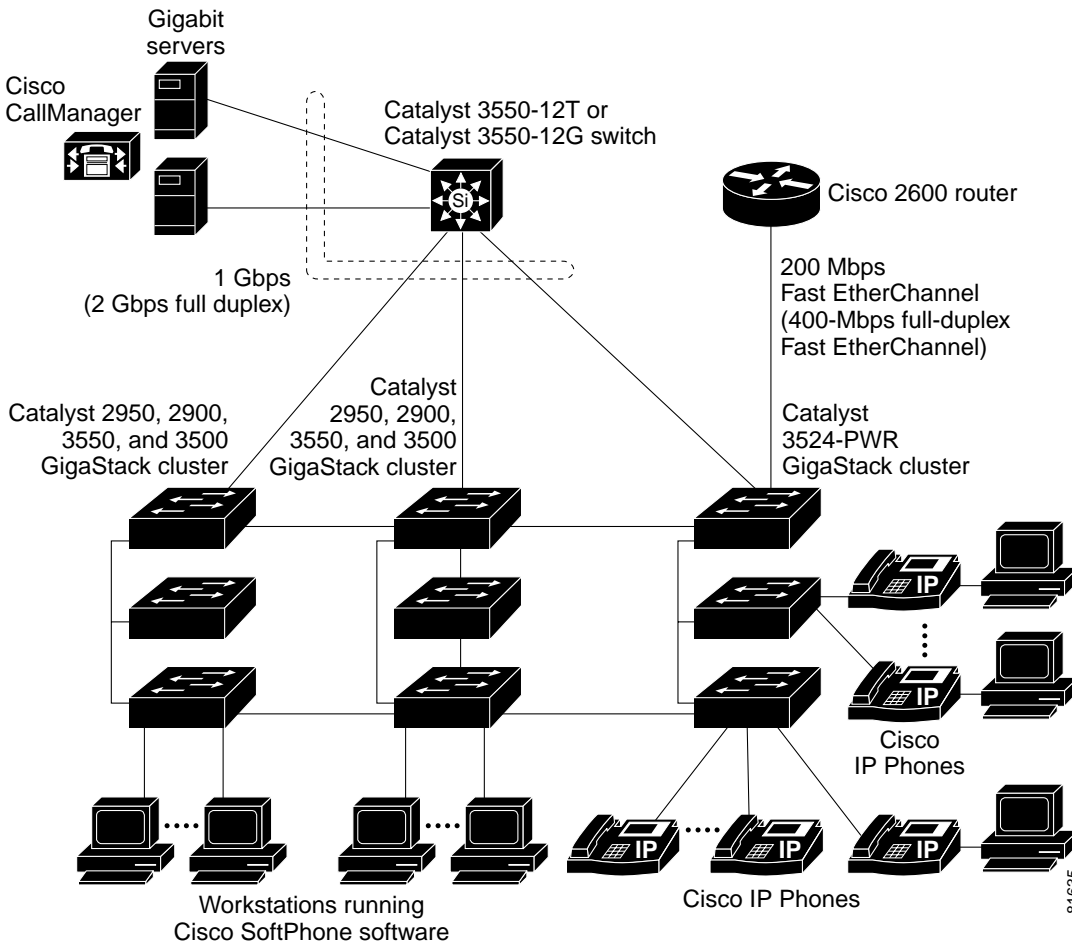 Gigabit
servers
Cisco
CallManager
Catalyst 3550-12T or
Catalyst 3550-12G switch
Si
Cisco 2600 router
1 Gbps
(2 Gbps full duplex)
200 Mbps
Fast EtherChannel
(400-Mbps full-duplex
Fast EtherChannel)
Catalyst 2950, 2900,
3550, and 3500
GigaStack cluster
Catalyst
2950, 2900,
3550, and 3500
GigaStack cluster
Catalyst
3524-PWR
GigaStack cluster
IP
IP
Cisco
IP Phones
IP
IP
IP
Workstations running
Cisco SoftPhone software
Cisco IP Phones